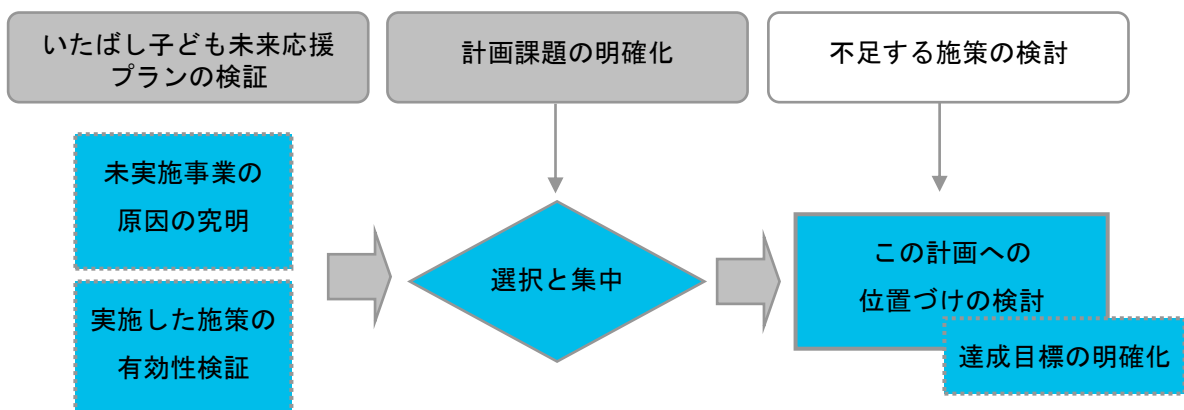 いたばし子ども未来応援
プランの検証
計画課題の明確化
不足する施策の検討
未実施事業の
原因の究明
実施した施策の
有効性検証
選択と集中
この計画への
位置づけの検討
達成目標の明確化